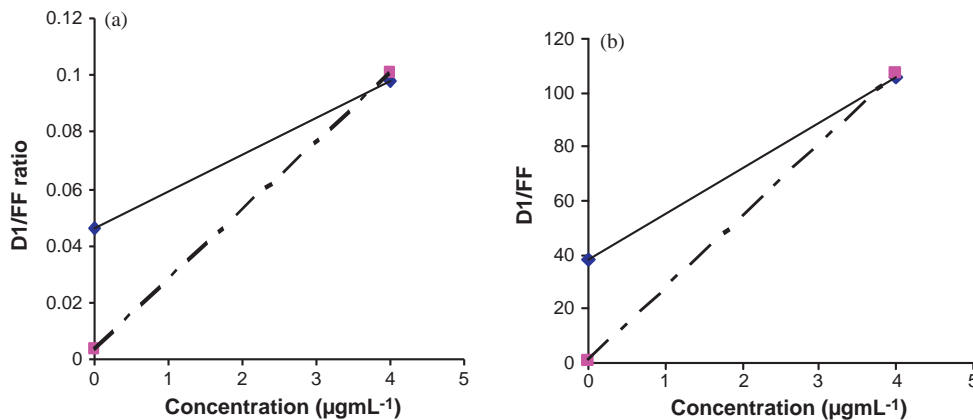 (a)
0.12
0.1
0.08
0.06
0.04
0.02
0
D1/FF ratio
0 1 2 3 4 5
Concentration (µgmL-1)
(b)
120
100
80
60
40
20
0
D1/FF
0 1 2 3 4 5
Concentration (µgmL-1)